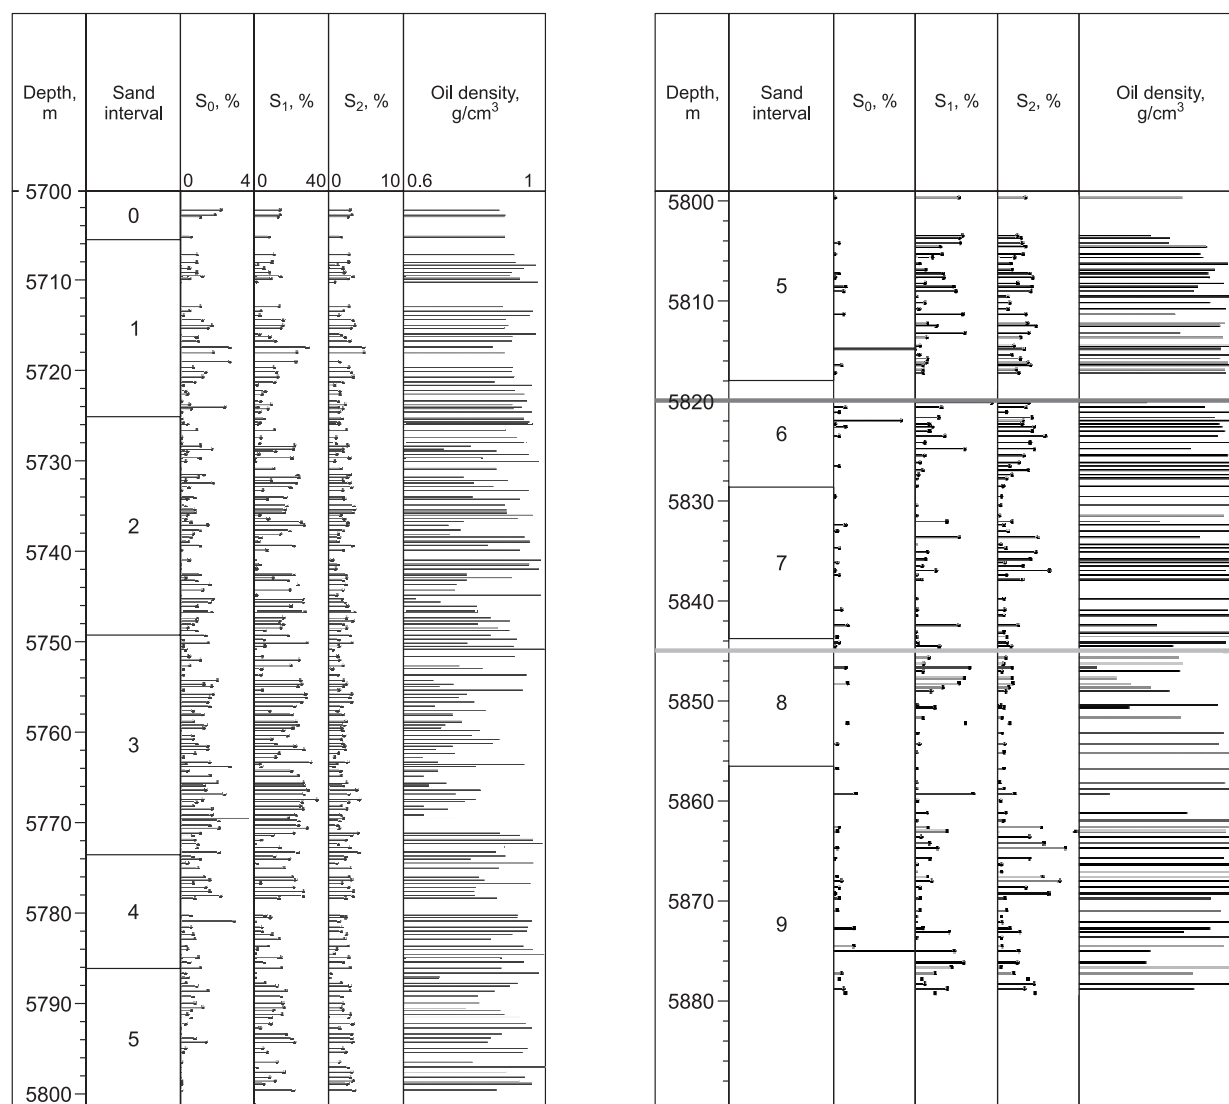 Depth, m
Sand interval
S₀, %
S₁, %
S₂, %
Oil density, g/cm³
0 4 0 40 0 10 0.6 1
5700
0
5710
1
5720
5730
2
5740
5750
3
5760
5770
4
5780
5790
5
5800
Depth, m
Sand interval
S₀, %
S₁, %
S₂, %
Oil density, g/cm³
5800
5
5810
5820
6
5830
7
5840
8
5850
5860
5870
9
5880